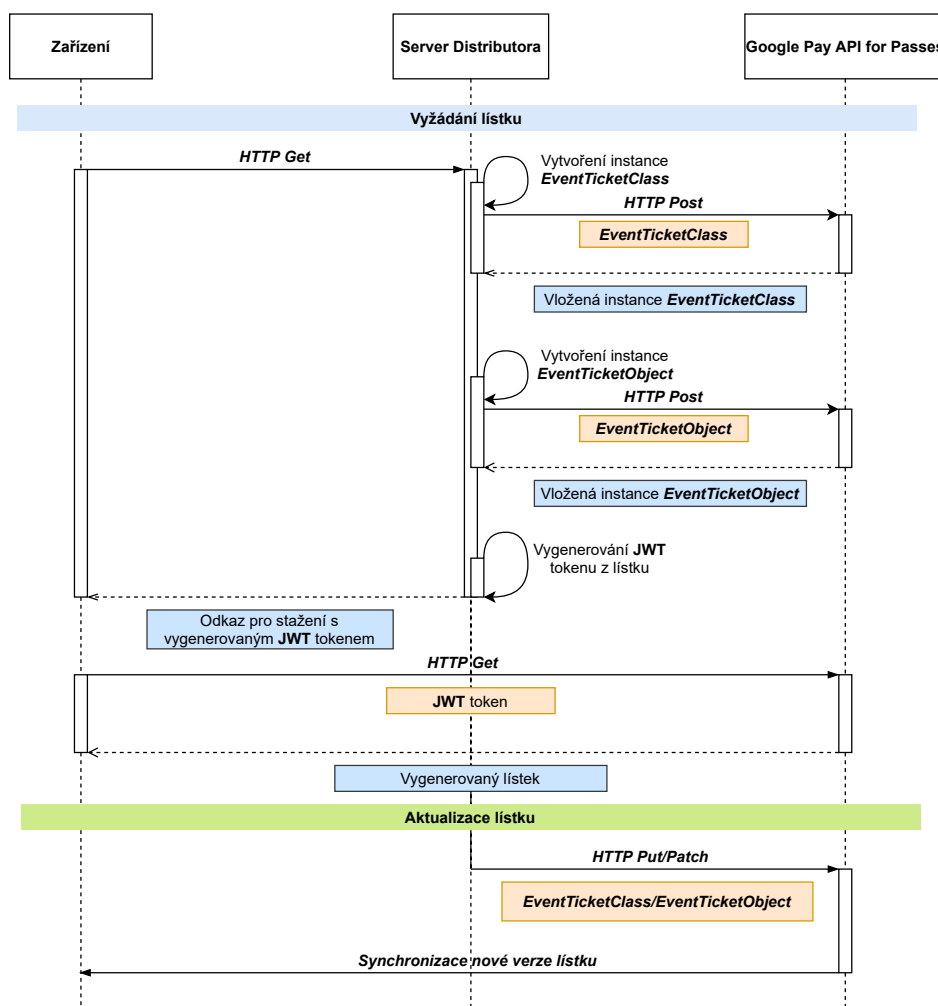 Zařízení
Server Distributora
Google Pay API for Passes
Vyžádání lístku
HTTP Get
Vytvoření instance
EventTicketClass
HTTP Post
EventTicketClass
Vložená instance EventTicketClass
Vytvoření instance
EventTicketObject
HTTP Post
EventTicketObject
Vložená instance EventTicketObject
Vygenerování JWT
tokenu z lístku
Odkaz pro stažení s
vygenerovaným JWT tokenem
HTTP Get
JWT token
Vygenerovaný lístek
Aktualizace lístku
HTTP Put/Patch
EventTicketClass/EventTicketObject
Synchronizace nové verze lístku